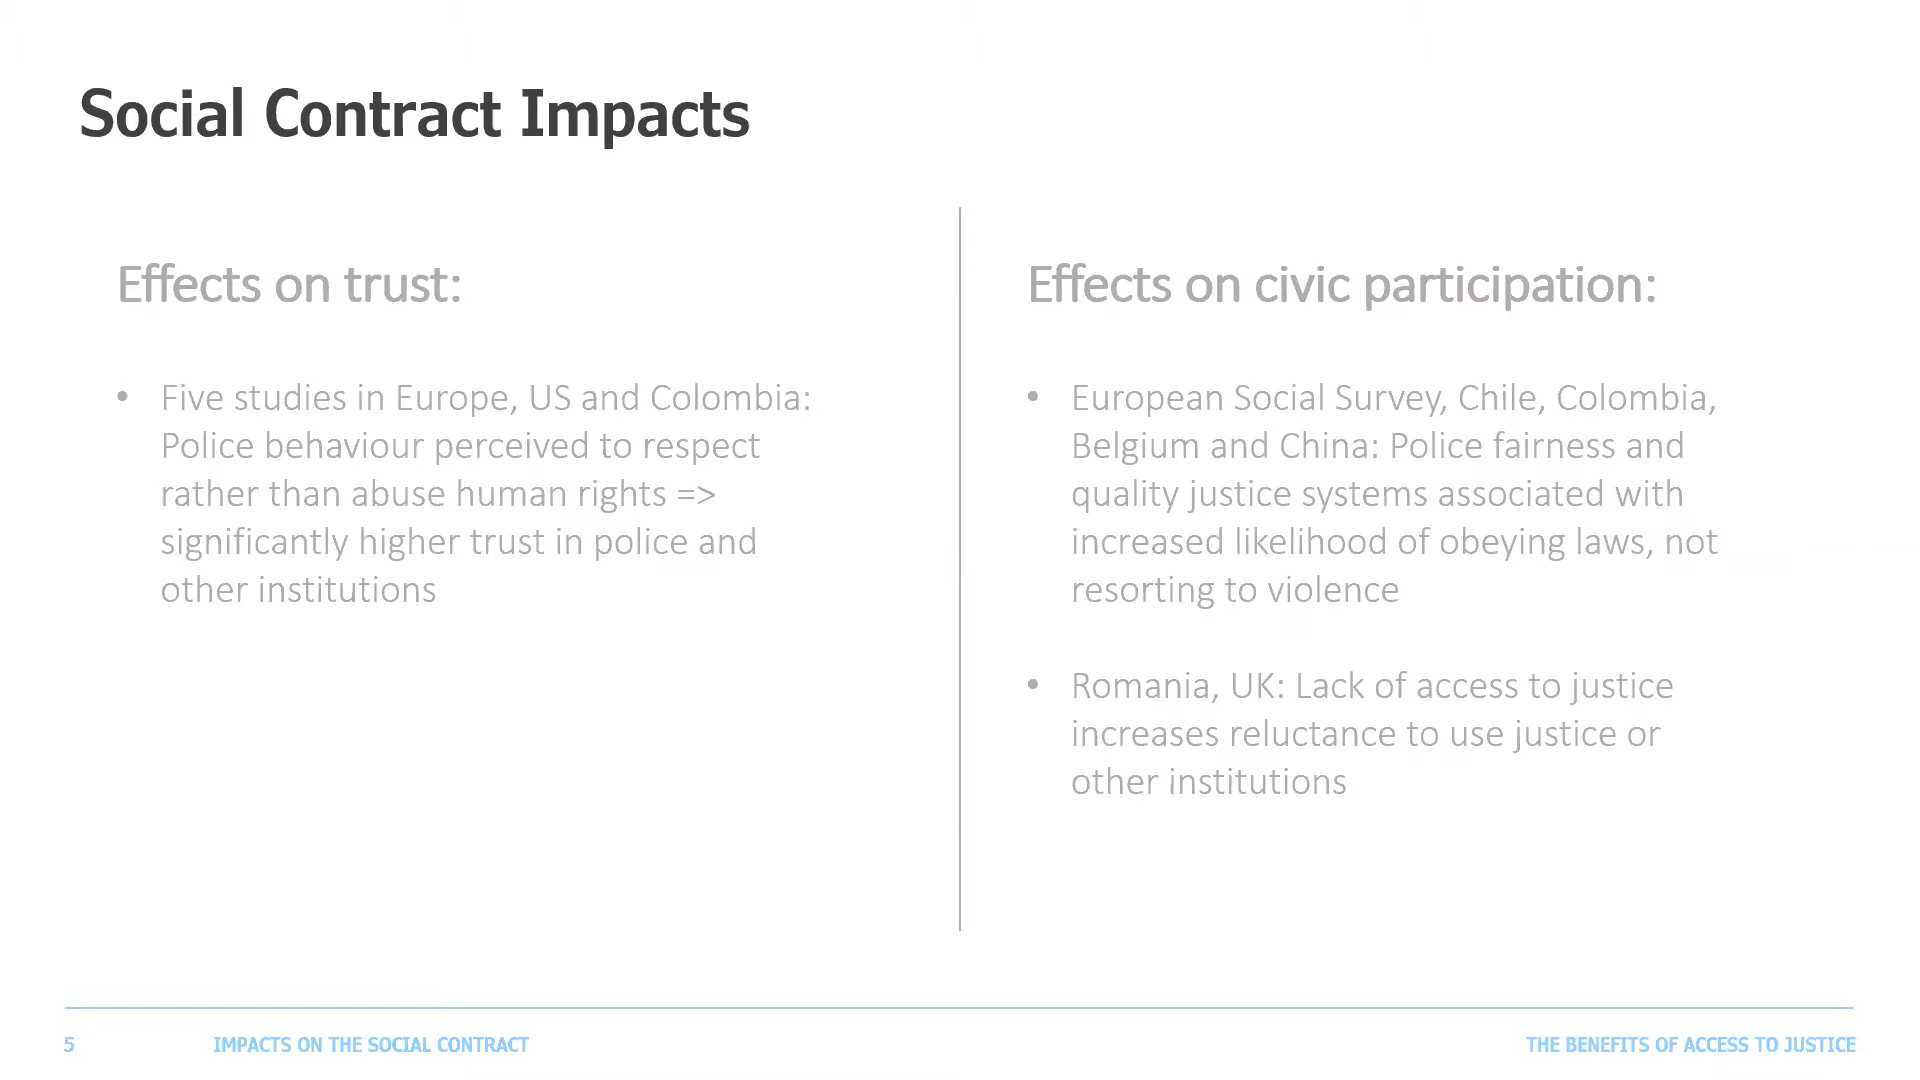 Social Contract Impacts
Effects on trust:
• Five studies in Europe, US and Colombia:
Police behaviour perceived to respect
rather than abuse human rights =>
significantly higher trust in police and
other institutions
Effects on civic participation:
• European Social Survey, Chile, Colombia,
Belgium and China: Police fairness and
quality justice systems associated with
increased likelihood of obeying laws, not
resorting to violence
• Romania, UK: Lack of access to justice
increases reluctance to use justice or
other institutions
5
IMPACTS ON THE SOCIAL CONTRACT
THE BENEFITS OF ACCESS TO JUSTICE